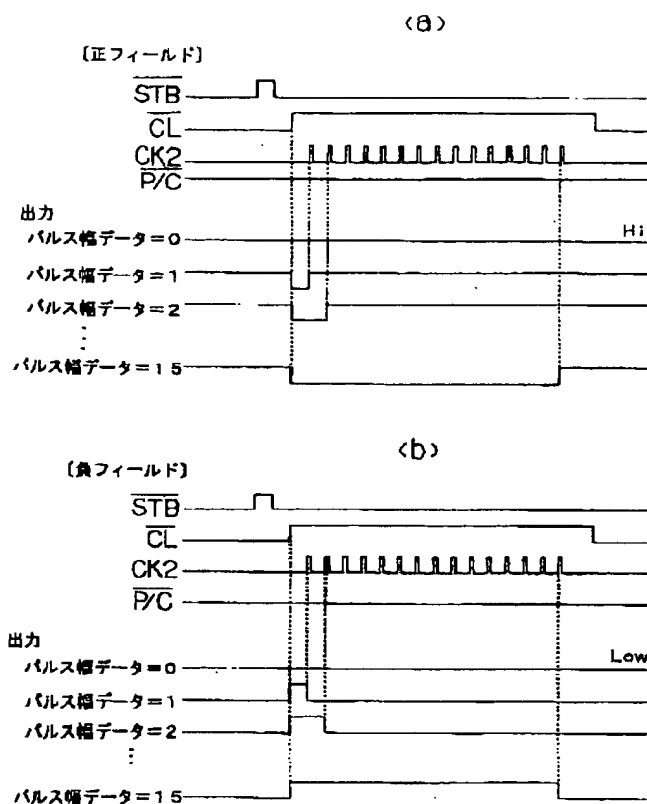 <a>
[正フィールド]
STB
CL
CK2
P/C
出力
パルス幅データ=0
Hi
パルス幅データ=1
パルス幅データ=2
⋮
パルス幅データ=15
<b>
[負フィールド]
STB
CL
CK2
P/C
出力
パルス幅データ=0
Low
パルス幅データ=1
パルス幅データ=2
⋮
パルス幅データ=15